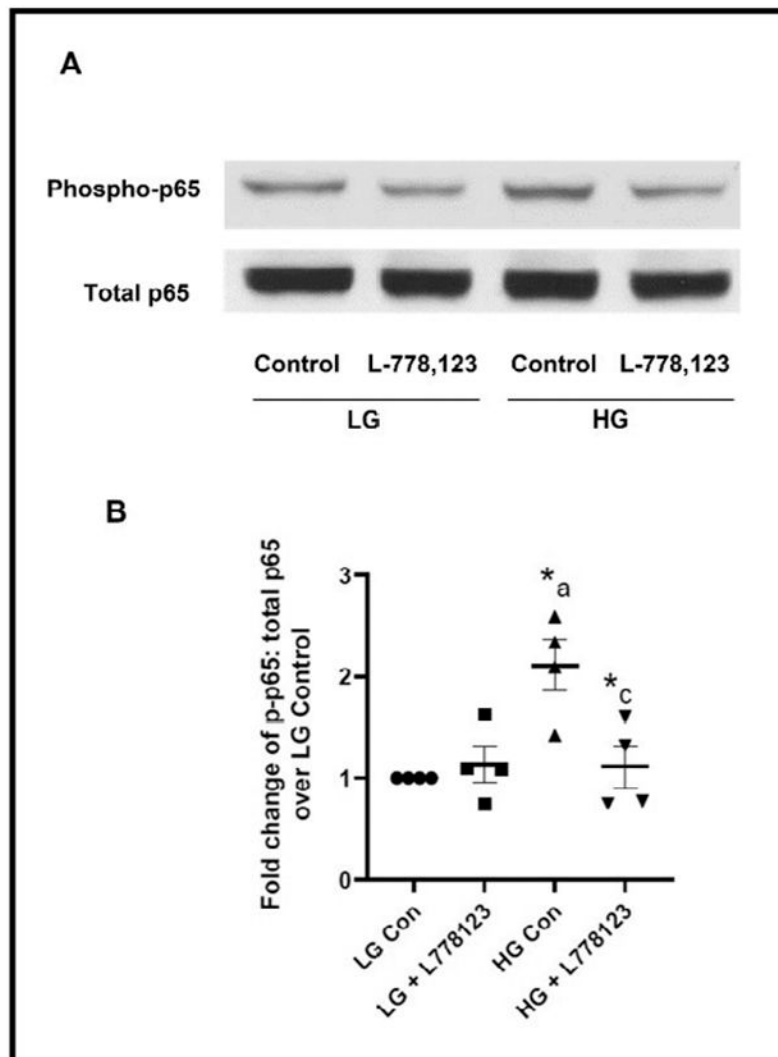 A
Phospho-p65
Total p65
Control L-778,123 Control L-778,123
LG HG
B
Fold change of p-p65: total p65
over LG Control
3
2
1
0
*a
*c
LG Con
LG + L778123
HG Con
HG + L778123